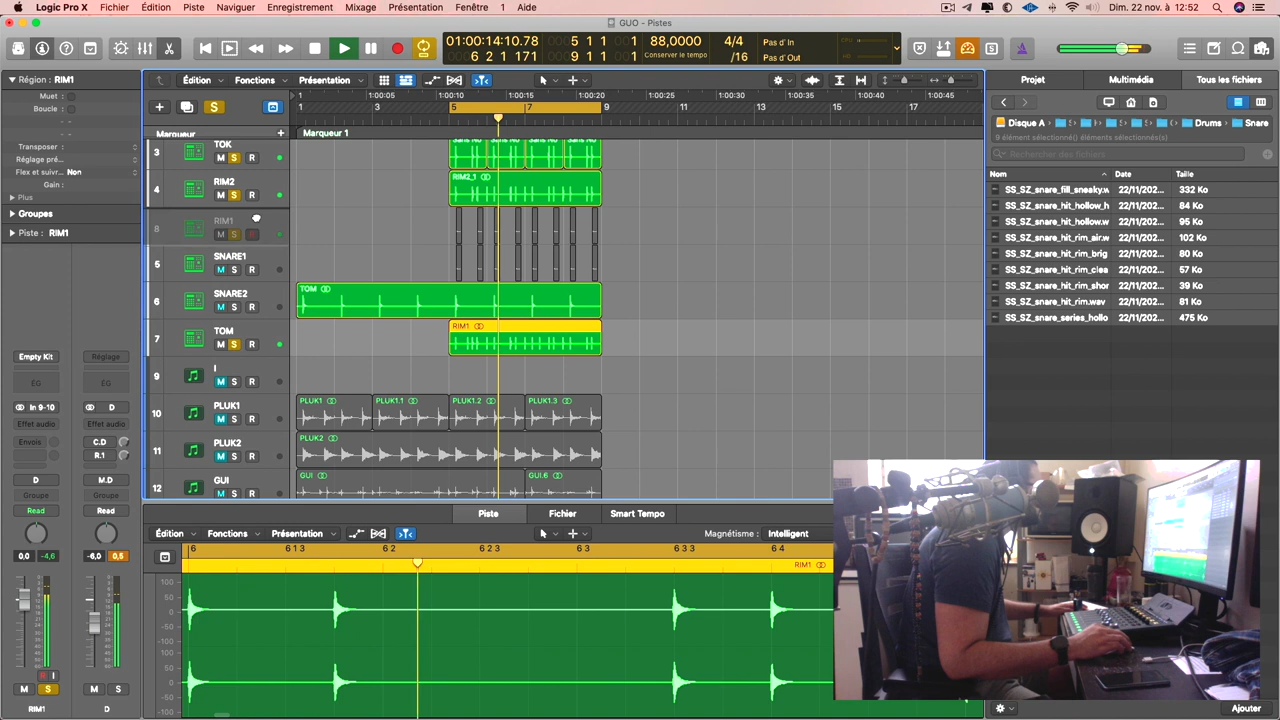 Logic Pro X Fichier Édition Piste Naviguer Enregistrement Mixage Présentation Fenêtre 1 Aide Dim. 22 nov. à 12:52
GUO - Pistes
01:00:14:10.78 5 1 1 88,0000 4/4 Pas d' In
6 2 1 171 9 1 1 Conserver le tempo /16 Pas d' Out
Région : RIM1
Muet :
Boucle :
Transposer :
Réglage pré...
Flex et suivr... Non
Gain :
Plus
Groupes
Piste : RIM1
Édition Fonctions Présentation
1 1:00:05 1:00:10 1:00:15 1:00:20 1:00:25 1:00:30 1:00:35 1:00:40 1:00:45
1 3 5 7 9 11 13 15 17
Marqueur Marqueur 1
3 TOK M S R
4 RIM2 M S R RIM2_1
8 RIM1 M S R
5 SNARE1 M S R
6 SNARE2 M S R TOM
7 TOM M S R RIM1
9 I M S R
10 PLUK1 M S R PLUK1 PLUK1.1 PLUK1.2 PLUK1.3
11 PLUK2 M S R PLUK2
12 GUI M S R GUI GUI.6
Projet Multimédia Tous les fichiers
Disque A Drums Snare
9 élément sélectionné(1 éléments sélectionnés)
Rechercher des fichiers
Nom Date Taille
SS_SZ_snare_fill_sneaky.w 22/11/202... 332 Ko
SS_SZ_snare_hit_hollow_h 22/11/202... 84 Ko
SS_SZ_snare_hit_hollow.w 22/11/202... 95 Ko
SS_SZ_snare_hit_rim_air.w 22/11/202... 102 Ko
SS_SZ_snare_hit_rim_brig 22/11/202... 80 Ko
SS_SZ_snare_hit_rim_clea 22/11/202... 57 Ko
SS_SZ_snare_hit_rim_shor 22/11/202... 39 Ko
SS_SZ_snare_hit_rim.wav 22/11/202... 81 Ko
SS_SZ_snare_series_hollo 22/11/202... 475 Ko
Empty Kit Réglage
ÉG ÉG
In 9-10 D
Effet audio Effet audio
Envois C.D
R.1
D M.D
Groupe Groupe
Read Read
0,0 -4,6 -6,0 0,5
R I
M S M S
RIM1 D
Piste Fichier Smart Tempo
Édition Fonctions Présentation Magnétisme : Intelligent
6 6 1 3 6 2 6 2 3 6 3 6 3 3 6 4
RIM1
100
50
0
-50
-100
50
0
-50
-100
Ajouter